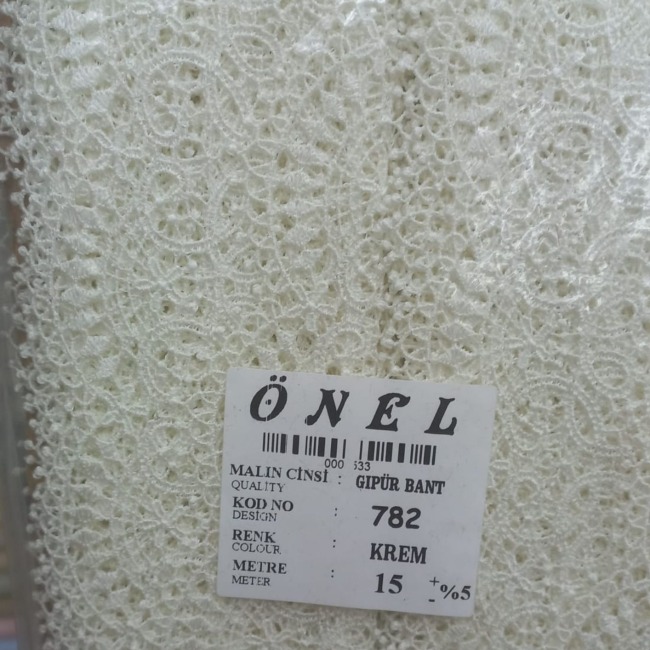 ÖNEL
000 533
MALIN CİNSİ : GIPÜR BANT
QUALITY
KOD NO : 782
DESIGN
RENK : KREM
COLOUR
METRE : 15 +-%5
METER